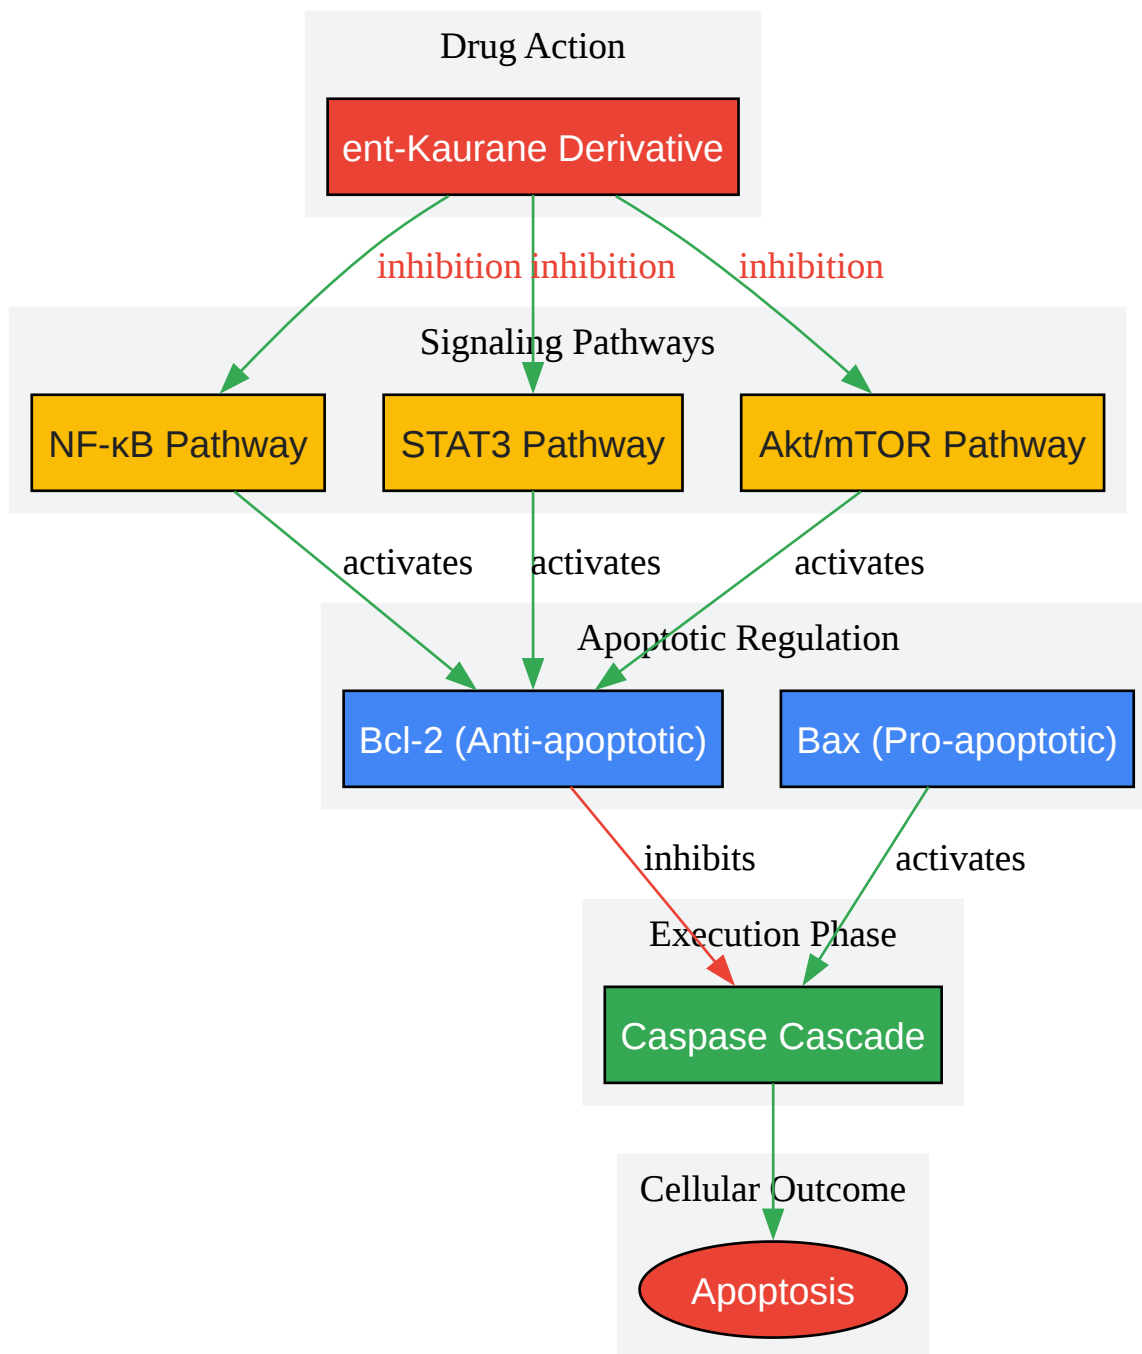 Drug Action
ent-Kaurane Derivative
inhibition inhibition inhibition
Signaling Pathways
NF-κB Pathway
STAT3 Pathway
Akt/mTOR Pathway
activates activates activates
Apoptotic Regulation
Bcl-2 (Anti-apoptotic)
Bax (Pro-apoptotic)
inhibits activates
Execution Phase
Caspase Cascade
Cellular Outcome
Apoptosis